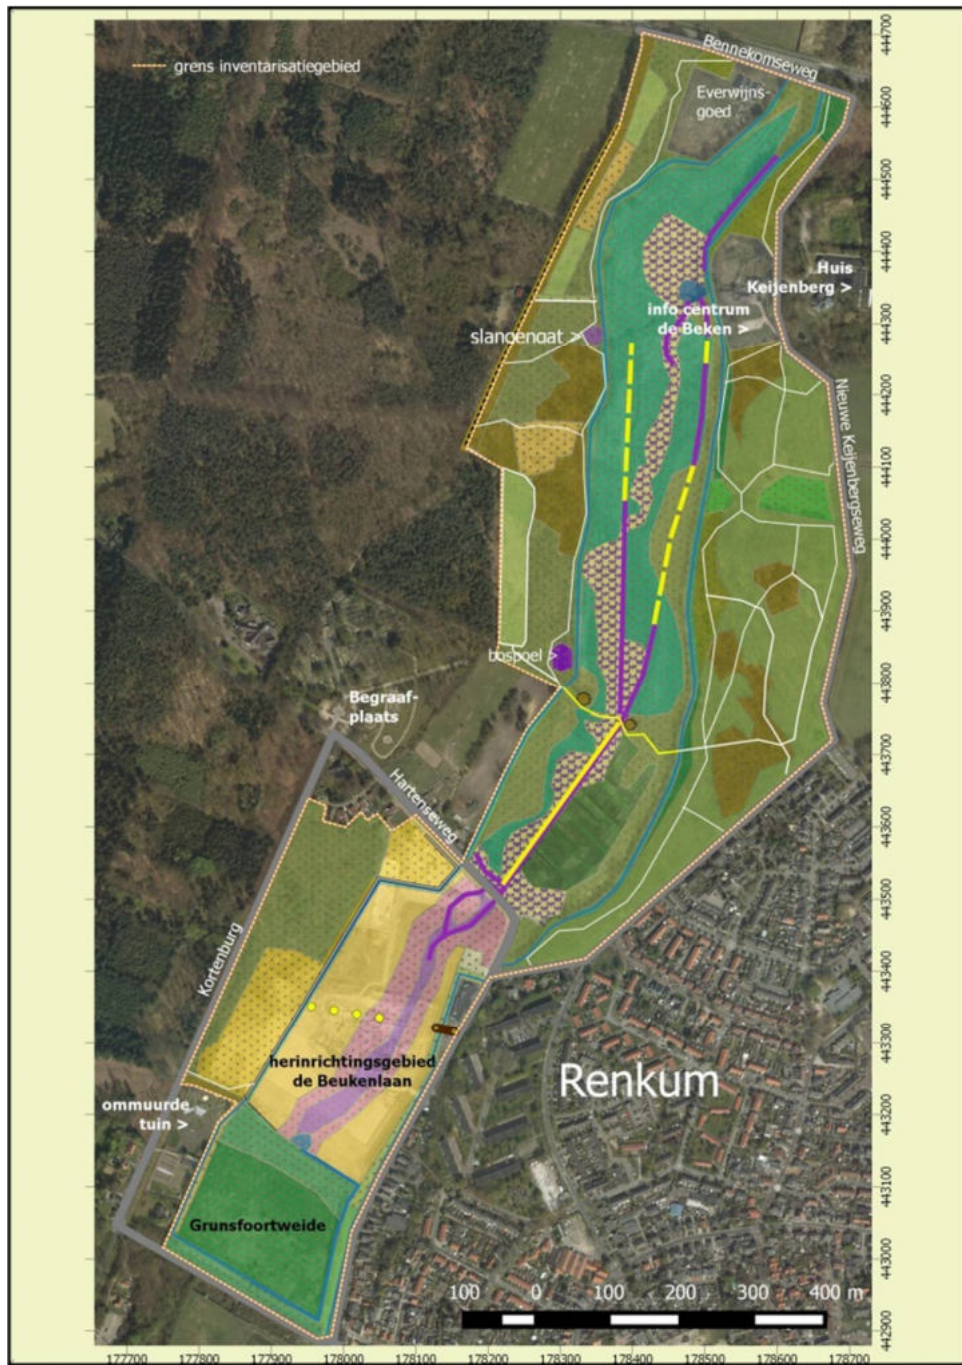 grens inventarisatiegebied
Bennekomseweg
Everwijns-
goed
Huis
Keijenberg >
info centrum
de Beken >
slangengat >
Nieuwe Keijenbergseweg
bospoel >
Begraaf-
plaats
Hartenseweg
Kortenburg
herinrichtingsgebied
de Beukenlaan
Renkum
ommuurde
tuin >
Grunsfoortweide
100 0 100 200 300 400 m
444700
444600
444500
444400
444300
444200
444100
444000
443900
443800
443700
443600
443500
443400
443300
443200
443100
443000
442900
177700 177800 177900 178000 178100 178200 178300 178400 178500 178600 178700